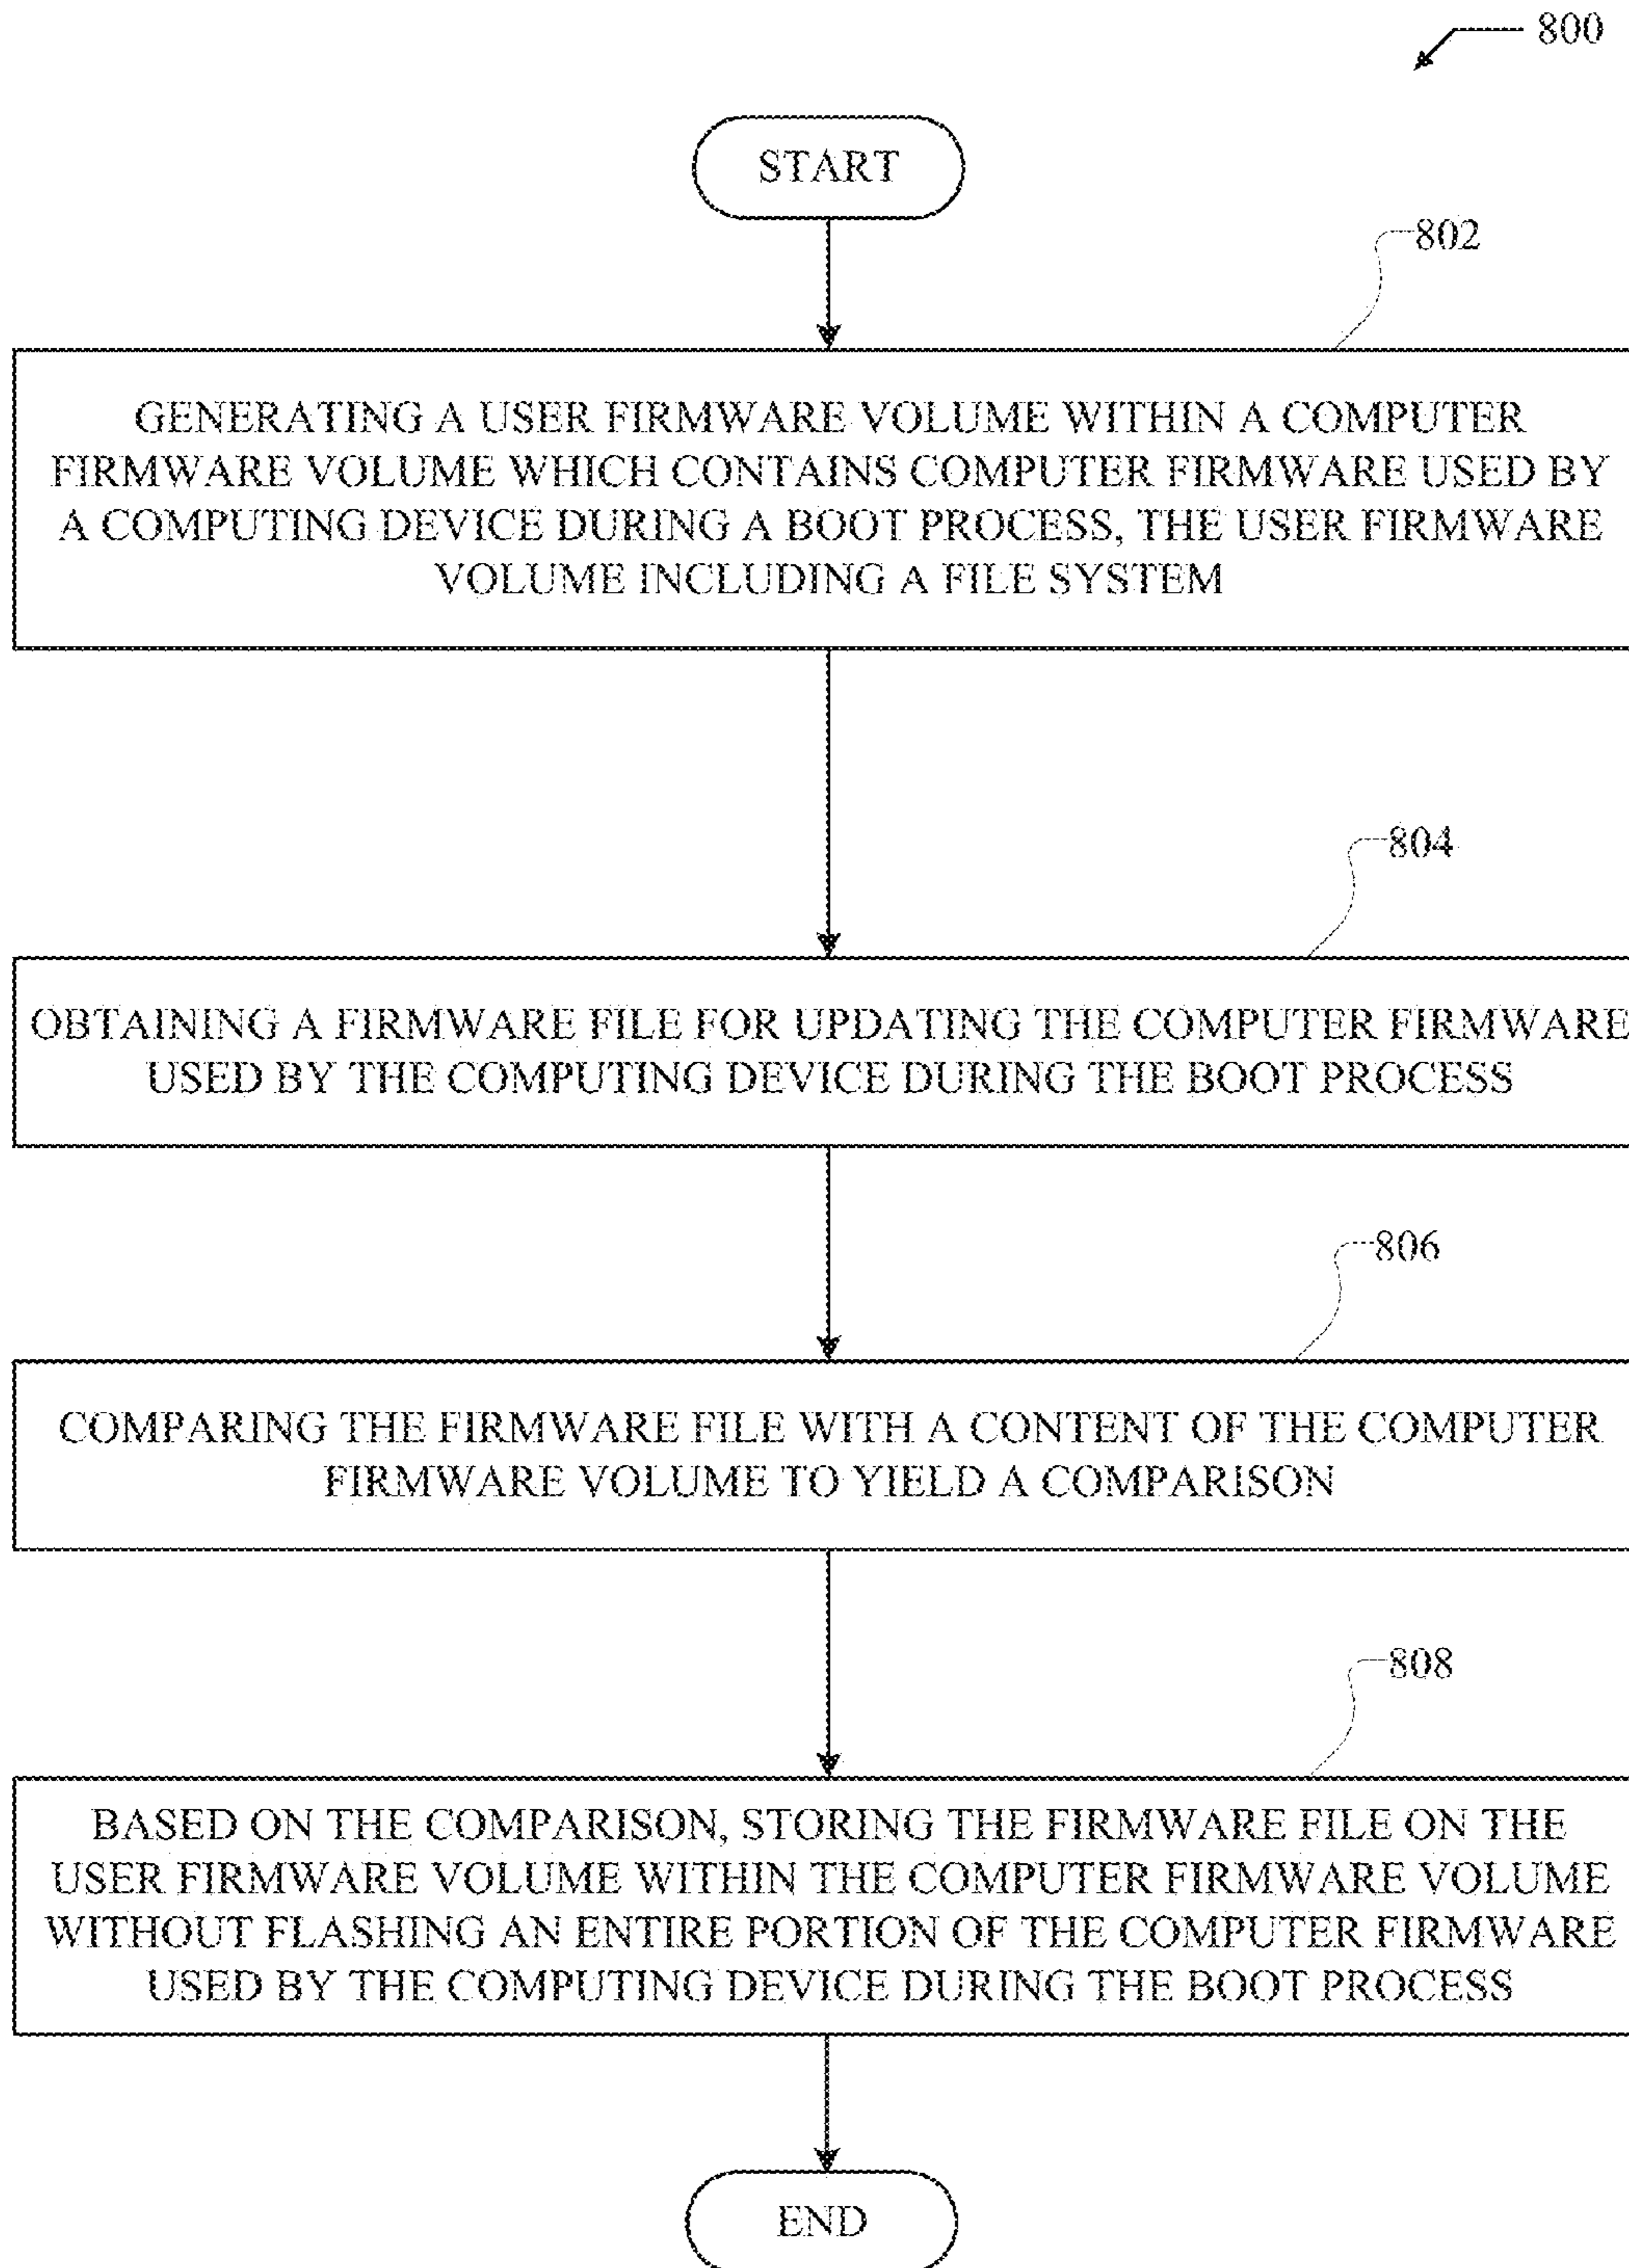 800
START
802
GENERATING A USER FIRMWARE VOLUME WITHIN A COMPUTER
FIRMWARE VOLUME WHICH CONTAINS COMPUTER FIRMWARE USED BY
A COMPUTING DEVICE DURING A BOOT PROCESS, THE USER FIRMWARE
VOLUME INCLUDING A FILE SYSTEM
804
OBTAINING A FIRMWARE FILE FOR UPDATING THE COMPUTER FIRMWARE
USED BY THE COMPUTING DEVICE DURING THE BOOT PROCESS
806
COMPARING THE FIRMWARE FILE WITH A CONTENT OF THE COMPUTER
FIRMWARE VOLUME TO YIELD A COMPARISON
808
BASED ON THE COMPARISON, STORING THE FIRMWARE FILE ON THE
USER FIRMWARE VOLUME WITHIN THE COMPUTER FIRMWARE VOLUME
WITHOUT FLASHING AN ENTIRE PORTION OF THE COMPUTER FIRMWARE
USED BY THE COMPUTING DEVICE DURING THE BOOT PROCESS
END